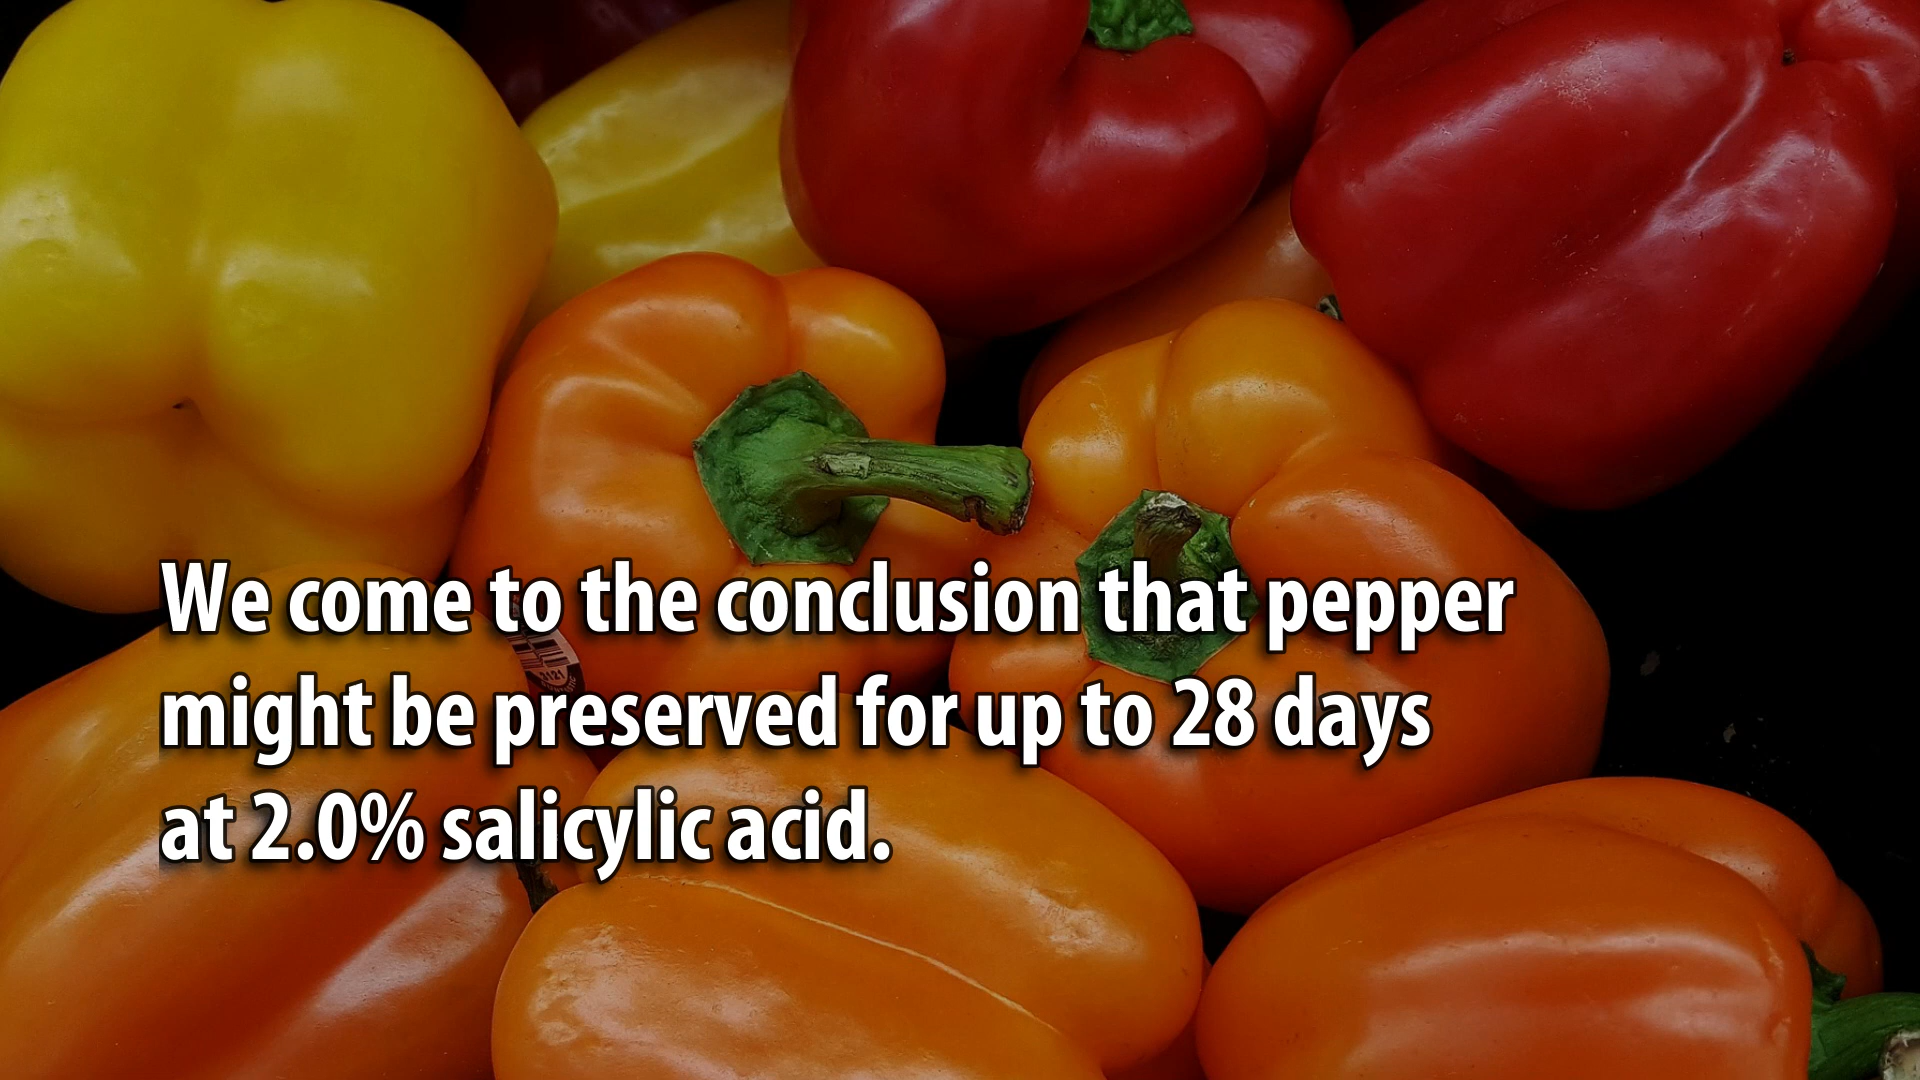 We come to the conclusion that pepper
might be preserved for up to 28 days
at 2.0% salicylic acid.
3121